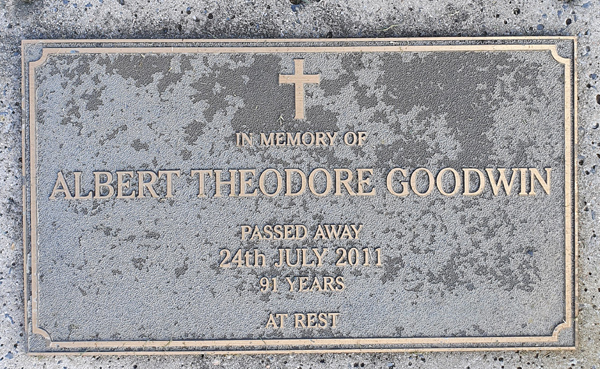 IN MEMORY OF
ALBERT THEODORE GOODWIN
PASSED AWAY
24th JULY 2011
91 YEARS
AT REST